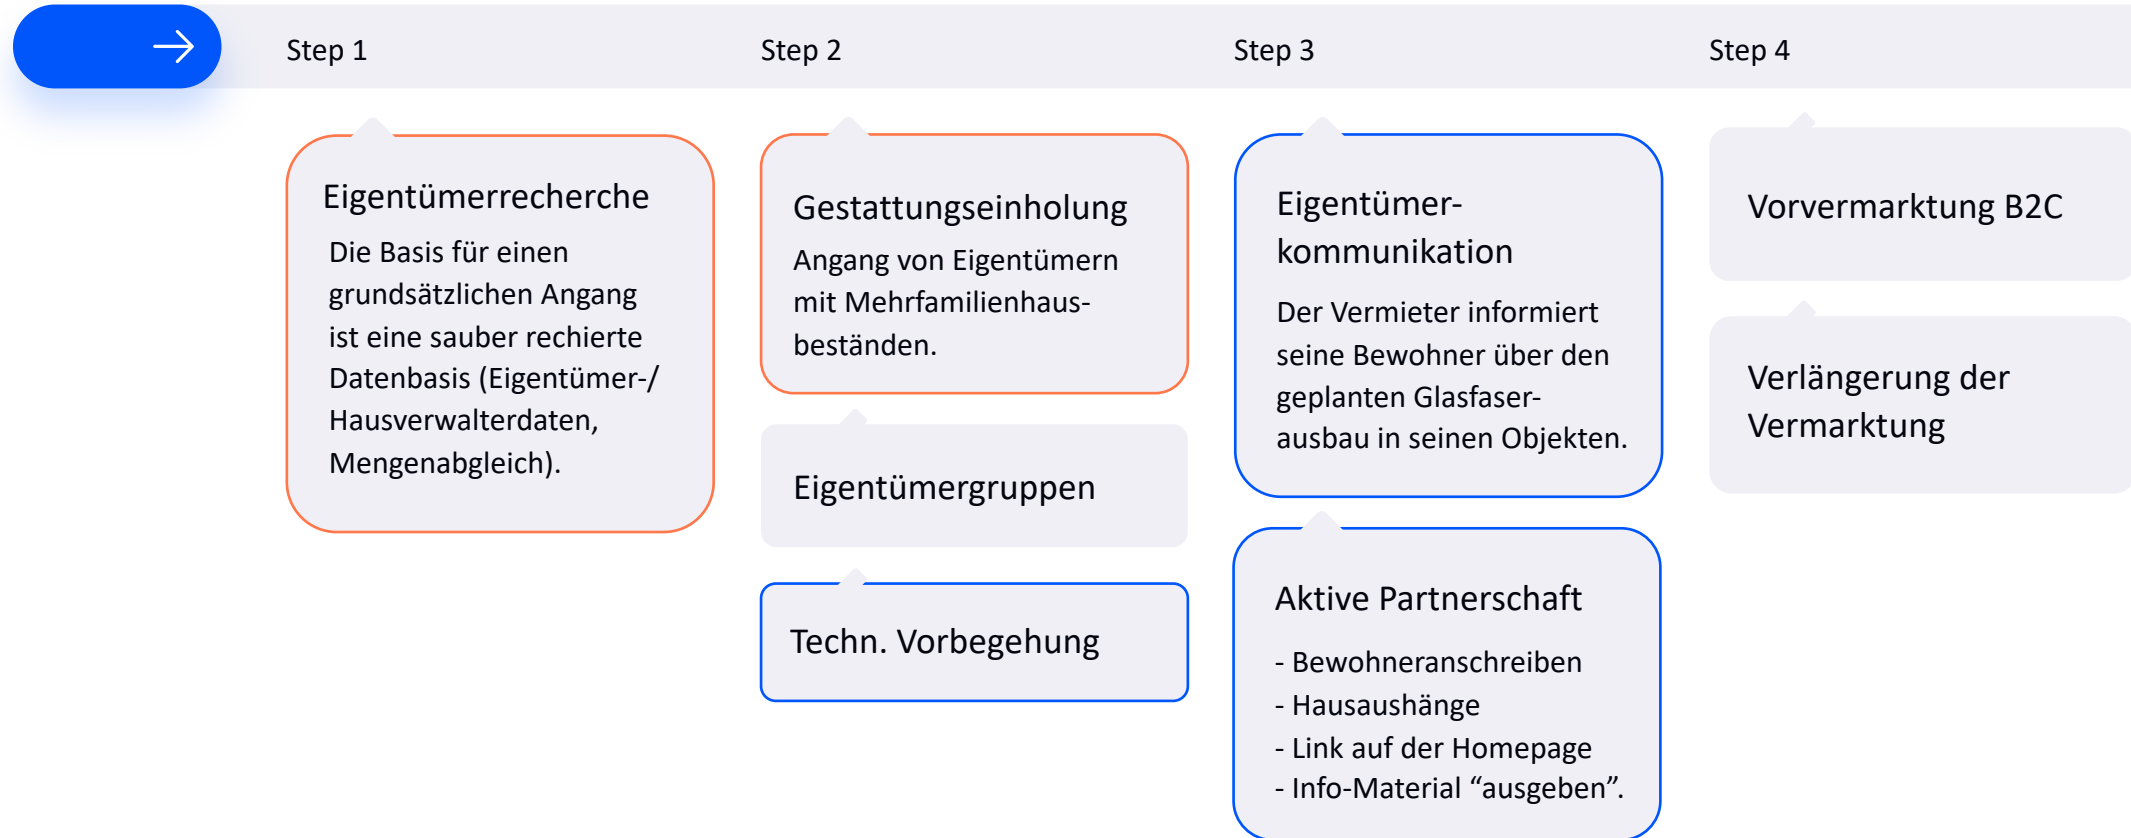 Step 1
Step 2
Step 3
Step 4
Eigentümerrecherche
Die Basis für einen
grundsätzlichen Angang
ist eine sauber rechierte
Datenbasis (Eigentümer-/
Hausverwalterdaten,
Mengenabgleich).
Gestattungseinholung
Angang von Eigentümern
mit Mehrfamilienhaus-
beständen.
Eigentümergruppen
Techn. Vorbegehung
Eigentümer-
kommunikation
Der Vermieter informiert
seine Bewohner über den
geplanten Glasfaser-
ausbau in seinen Objekten.
Aktive Partnerschaft
- Bewohneranschreiben
- Hausaushänge
- Link auf der Homepage
- Info-Material “ausgeben”.
Vorvermarktung B2C
Verlängerung der
Vermarktung